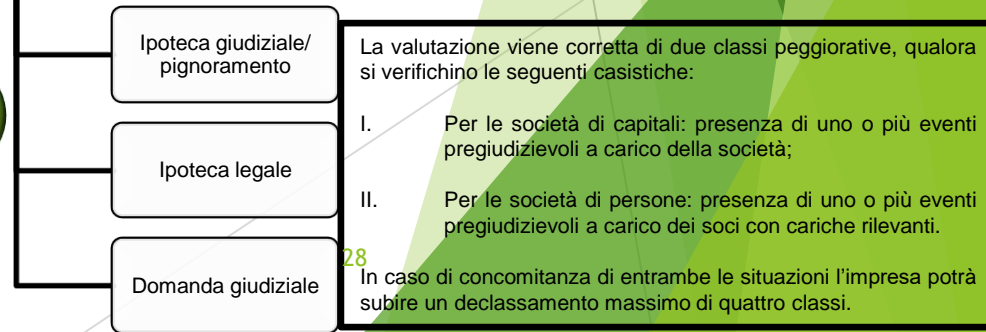 Ipoteca giudiziale/
pignoramento
Ipoteca legale
Domanda giudiziale
La valutazione viene corretta di due classi peggiorative, qualora
si verifichino le seguenti casistiche:
I. Per le società di capitali: presenza di uno o più eventi
pregiudizievoli a carico della società;
II. Per le società di persone: presenza di uno o più eventi
pregiudizievoli a carico dei soci con cariche rilevanti.
28
In caso di concomitanza di entrambe le situazioni l'impresa potrà
subire un declassamento massimo di quattro classi.